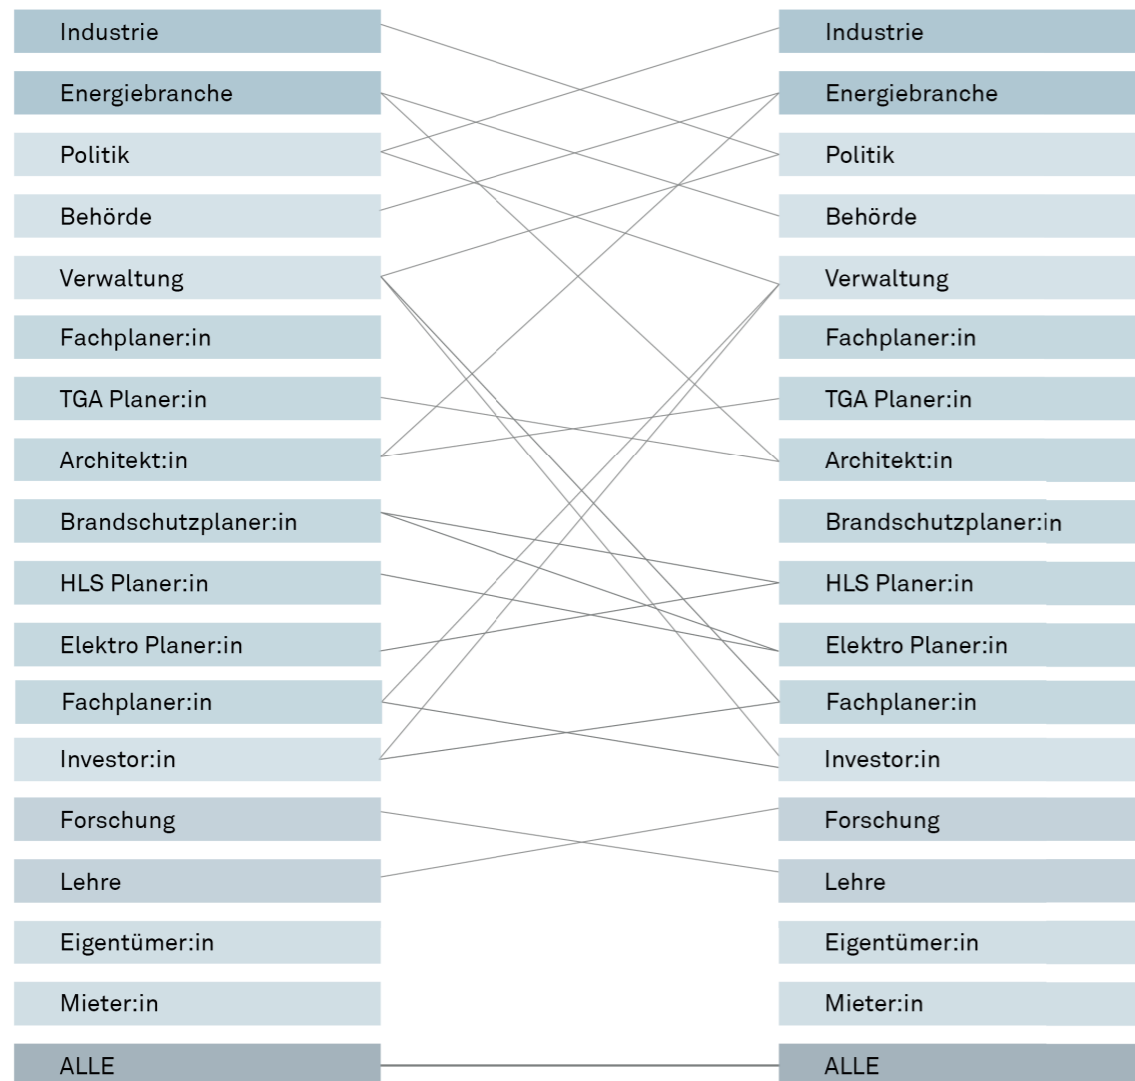 Industrie
Industrie
Energiebranche
Energiebranche
Politik
Politik
Behörde
Behörde
Verwaltung
Verwaltung
Fachplaner:in
Fachplaner:in
TGA Planer:in
TGA Planer:in
Architekt:in
Architekt:in
Brandschutzplaner:in
Brandschutzplaner:in
HLS Planer:in
HLS Planer:in
Elektro Planer:in
Elektro Planer:in
Fachplaner:in
Fachplaner:in
Investor:in
Investor:in
Forschung
Forschung
Lehre
Lehre
Eigentümer:in
Eigentümer:in
Mieter:in
Mieter:in
ALLE
ALLE